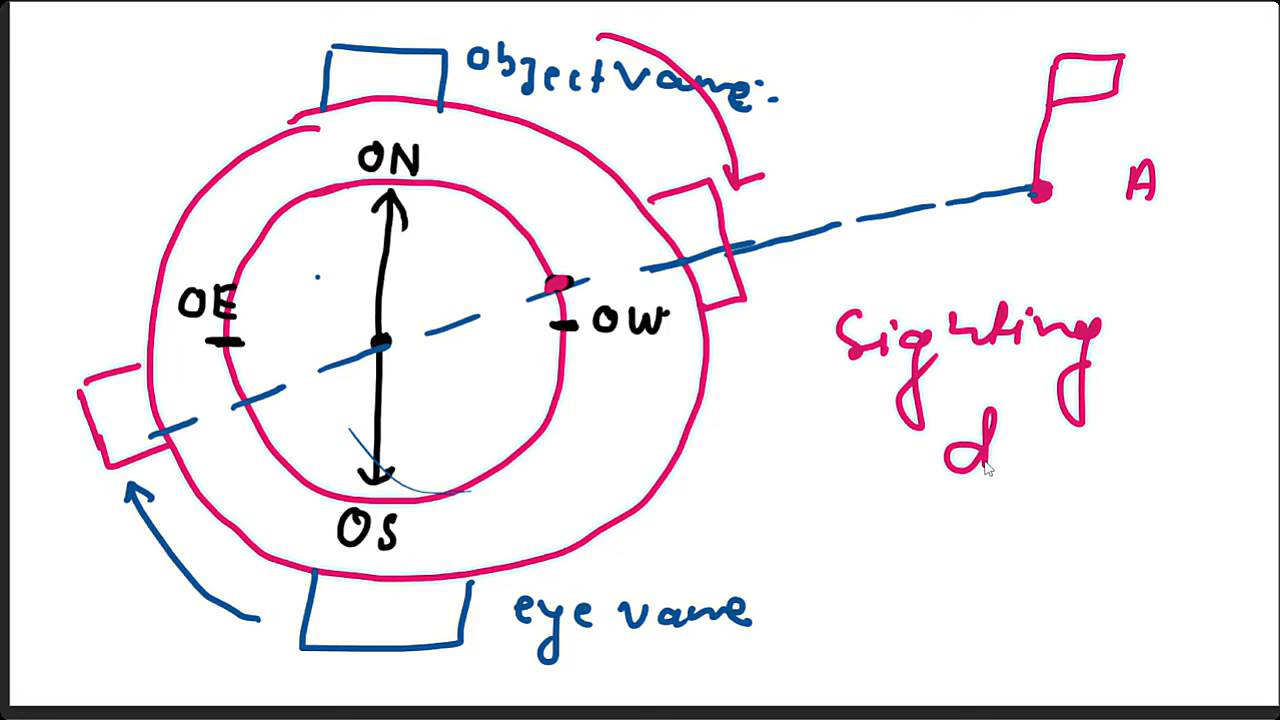 object vane:-
ON
A
OE
OW
Sighting
d
OS
eye vane